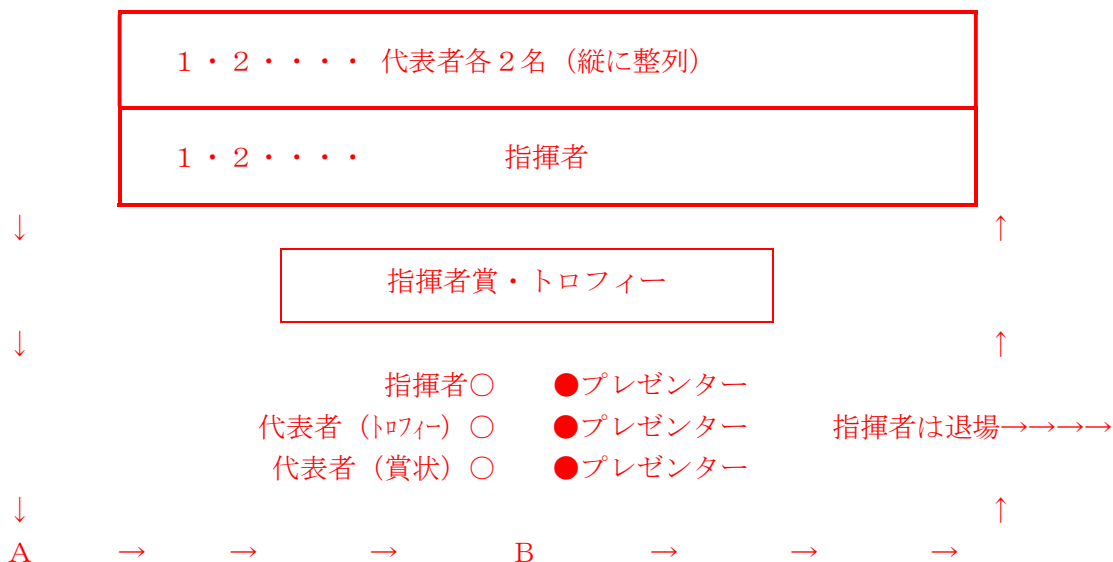 １・２・・・・ 代表者各２名（縦に整列）
１・２・・・・ 指揮者
↓ ↑
指揮者賞・トロフィー
↓ ↑
指揮者○ ●プレゼンター
代表者（ﾄﾛﾌｨｰ）○ ●プレゼンター 指揮者は退場→→→→
代表者（賞状）○ ●プレゼンター
↓ ↑
Ａ → → → Ｂ → → →